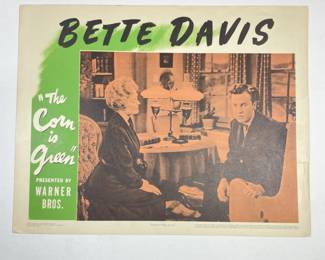 BETTE DAVIS
"The
Corn
is
Green"
PRESENTED BY
WARNER
BROS.